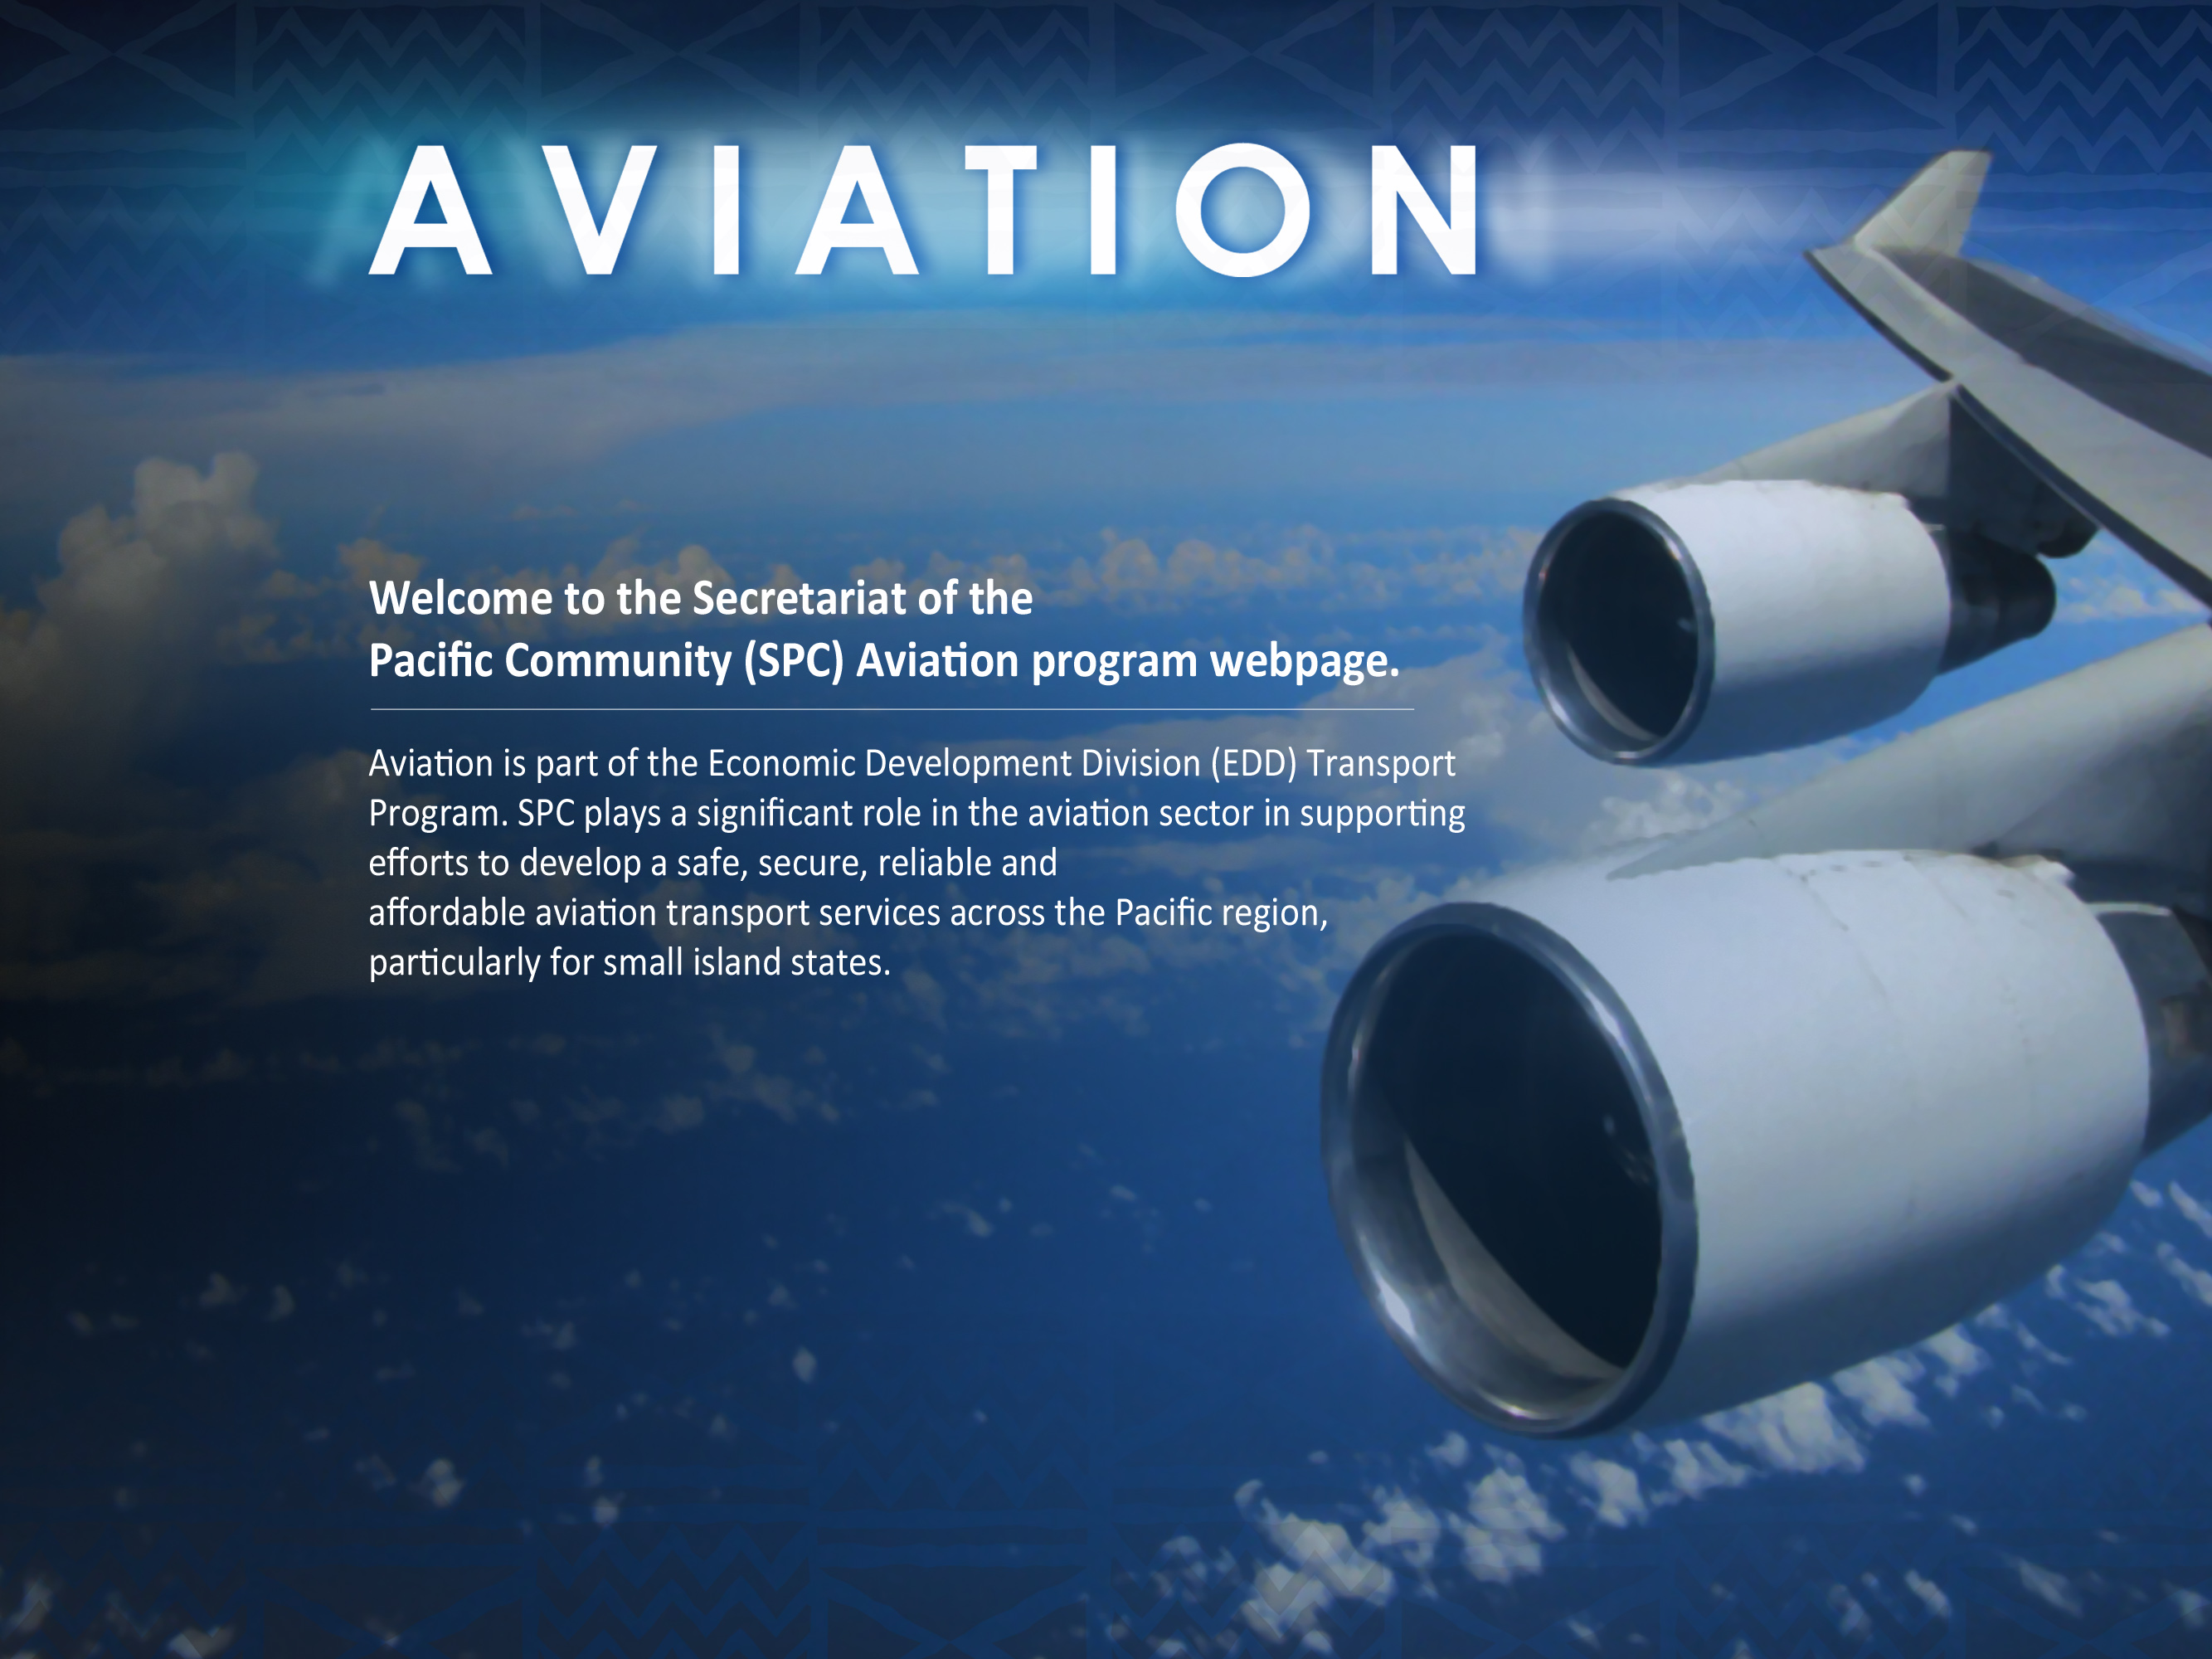 AVIATION
Welcome to the Secretariat of the
Pacific Community (SPC) Aviation program webpage.
Aviation is part of the Economic Development Division (EDD) Transport
Program. SPC plays a significant role in the aviation sector in supporting
efforts to develop a safe, secure, reliable and
affordable aviation transport services across the Pacific region,
particularly for small island states.